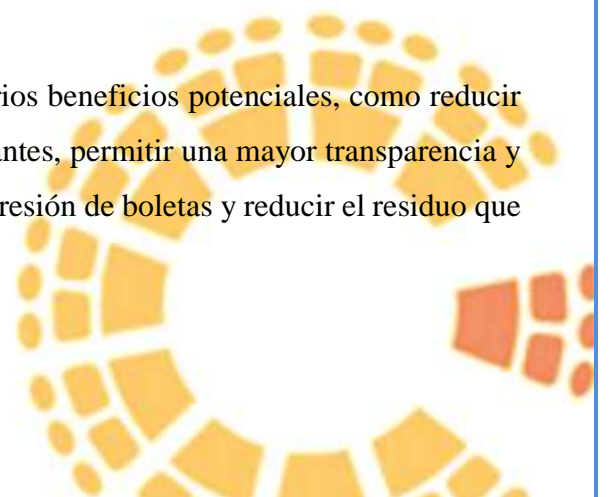 rios beneficios potenciales, como reducir
antes, permitir una mayor transparencia y
resión de boletas y reducir el residuo que